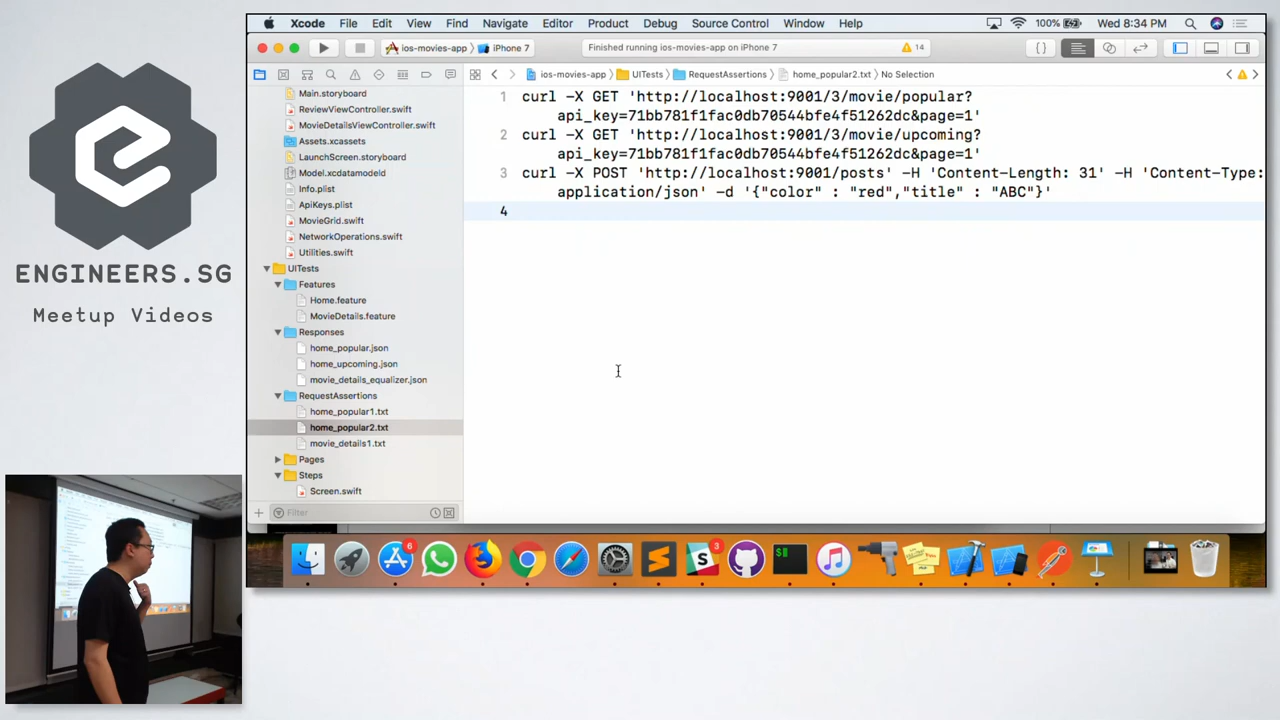 Xcode File Edit View Find Navigate Editor Product Debug Source Control Window Help
100% Wed 8:34 PM
ios-movies-app iPhone 7
Finished running ios-movies-app on iPhone 7
14
ios-movies-app UITests RequestAssertions home_popular2.txt No Selection
Main.storyboard
ReviewViewController.swift
MovieDetailsViewController.swift
Assets.xcassets
LaunchScreen.storyboard
Model.xcdatamodeld
Info.plist
ApiKeys.plist
MovieGrid.swift
NetworkOperations.swift
Utilities.swift
UITests
Features
Home.feature
MovieDetails.feature
Responses
home_popular.json
home_upcoming.json
movie_details_equalizer.json
RequestAssertions
home_popular1.txt
home_popular2.txt
movie_details1.txt
Pages
Steps
Screen.swift
Filter
1 curl -X GET 'http://localhost:9001/3/movie/popular?
api_key=71bb781f1fac0db70544bfe4f51262dc&page=1'
2 curl -X GET 'http://localhost:9001/3/movie/upcoming?
api_key=71bb781f1fac0db70544bfe4f51262dc&page=1'
3 curl -X POST 'http://localhost:9001/posts' -H 'Content-Length: 31' -H 'Content-Type:
application/json' -d '{"color" : "red","title" : "ABC"}'
4
ENGINEERS.SG
Meetup Videos
6
3
$